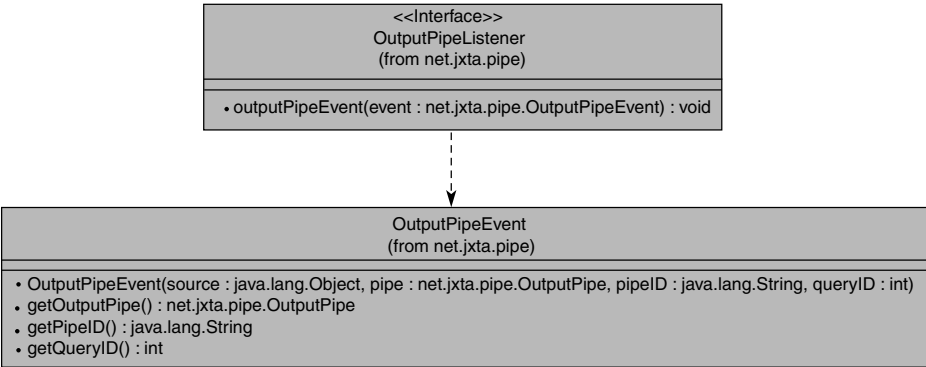 <<Interface>>
OutputPipeListener
(from net.jxta.pipe)
• outputPipeEvent(event : net.jxta.pipe.OutputPipeEvent) : void
OutputPipeEvent
(from net.jxta.pipe)
• OutputPipeEvent(source : java.lang.Object, pipe : net.jxta.pipe.OutputPipe, pipeID : java.lang.String, queryID : int)
• getOutputPipe() : net.jxta.pipe.OutputPipe
• getPipeID() : java.lang.String
• getQueryID() : int